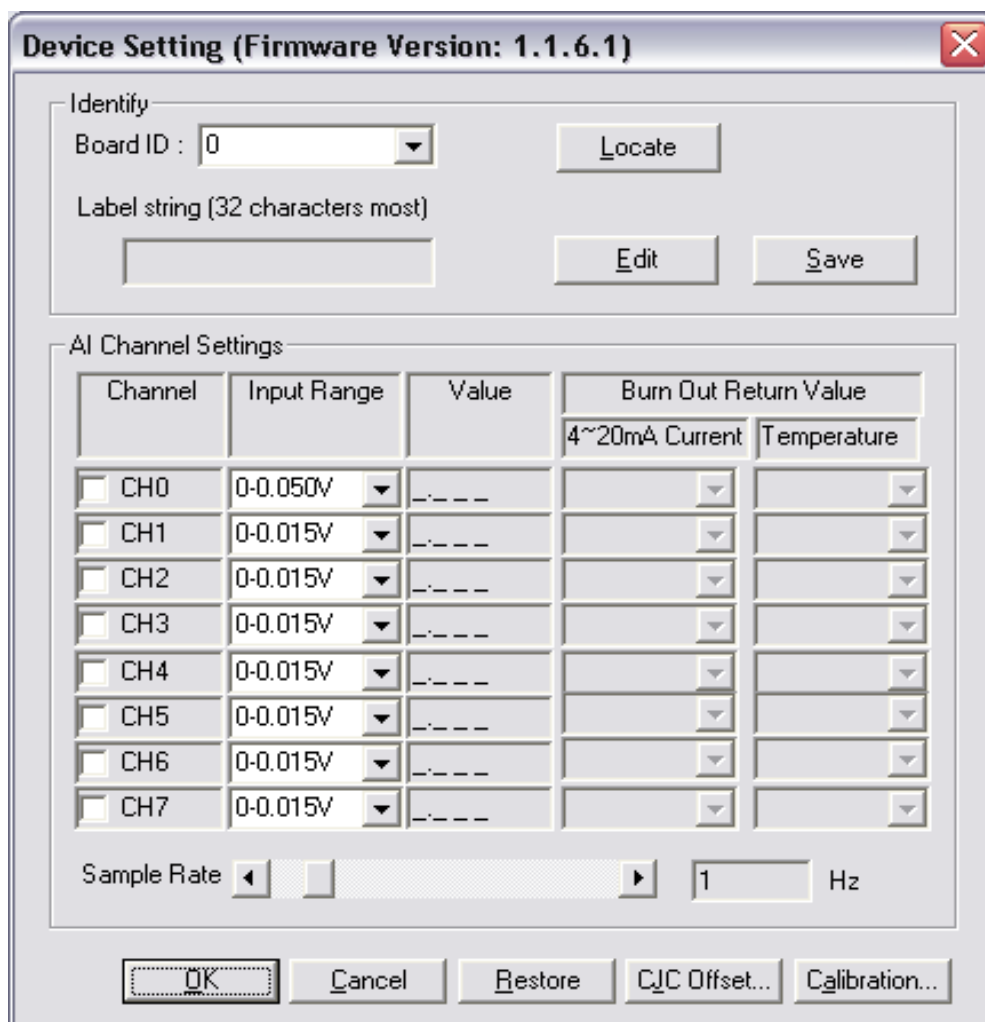 Device Setting (Firmware Version: 1.1.6.1)
Identify
Board ID : 0
Locate
Label string (32 characters most)
Edit Save
AI Channel Settings
Channel Input Range Value Burn Out Return Value
4~20mA Current Temperature
CH0 0-0.050V _._ _ _
CH1 0-0.015V _._ _ _
CH2 0-0.015V _._ _ _
CH3 0-0.015V _._ _ _
CH4 0-0.015V _._ _ _
CH5 0-0.015V _._ _ _
CH6 0-0.015V _._ _ _
CH7 0-0.015V _._ _ _
Sample Rate 1 Hz
OK Cancel Restore CJC Offset... Calibration...